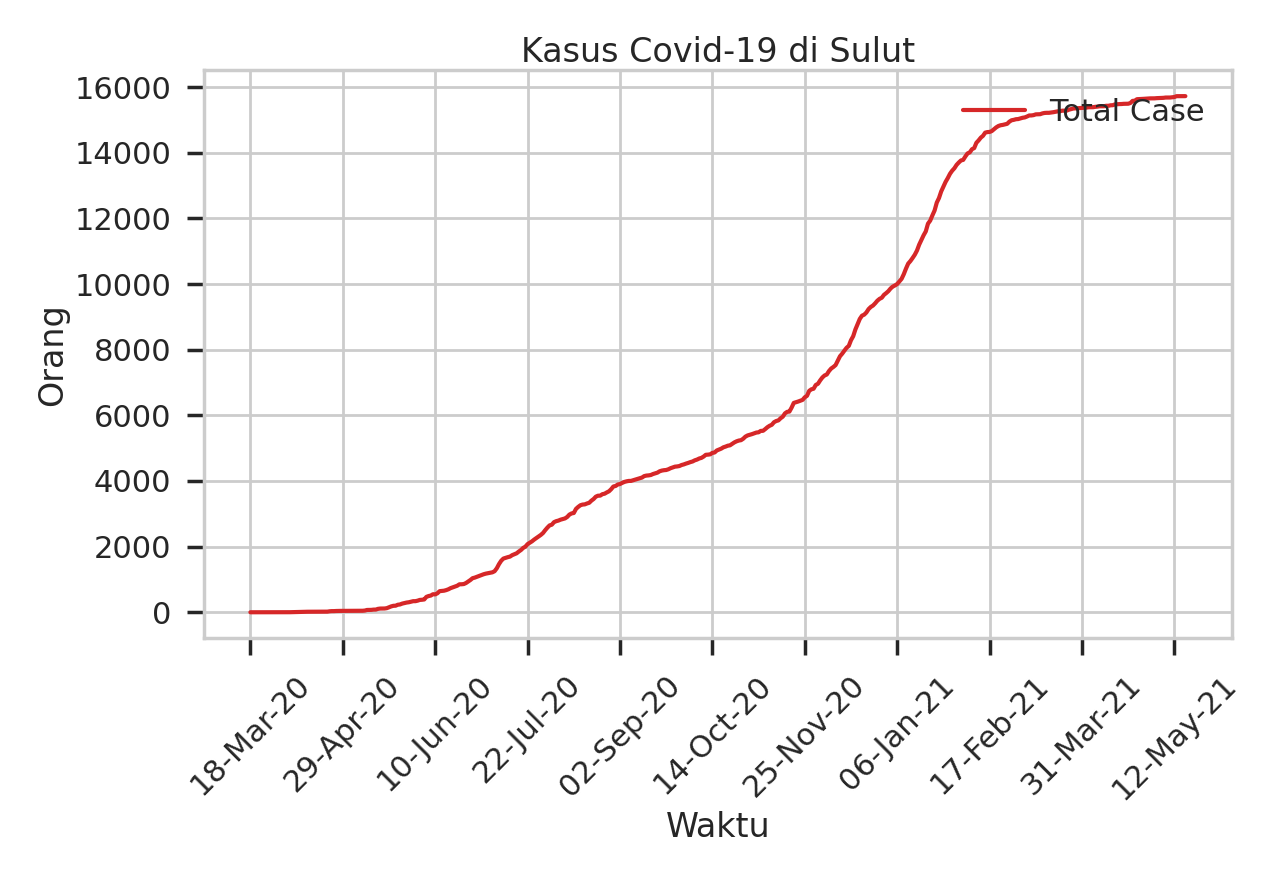 Kasus Covid-19 di Sulut
Total Case
Orang
16000
14000
12000
10000
8000
6000
4000
2000
0
18-Mar-20
29-Apr-20
10-Jun-20
22-Jul-20
02-Sep-20
14-Oct-20
25-Nov-20
06-Jan-21
17-Feb-21
31-Mar-21
12-May-21
Waktu